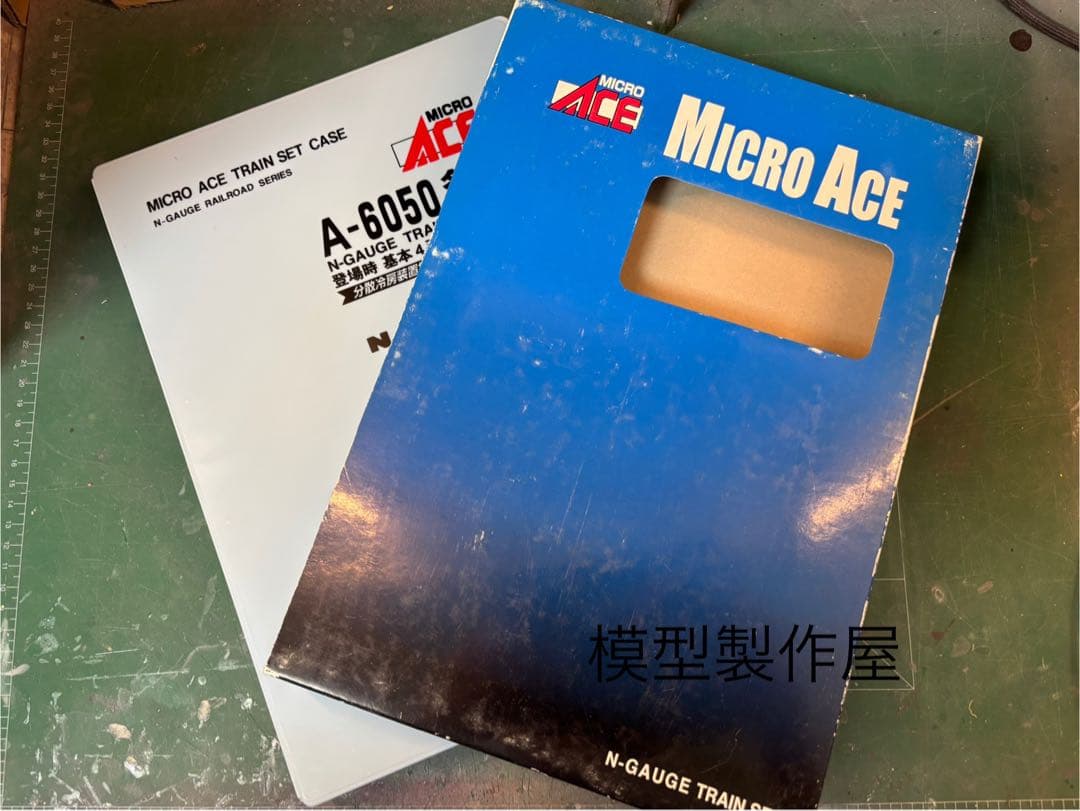 MICRO ACE TRAIN SET CASE
N-GAUGE RAILROAD SERIES
MICRO
ACE
A-6050
N-GAUGE
登場時 基本4
分散冷房装置
N
MICRO
ACE
MICRO ACE
模型製作屋
N-GAUGE TRAIN